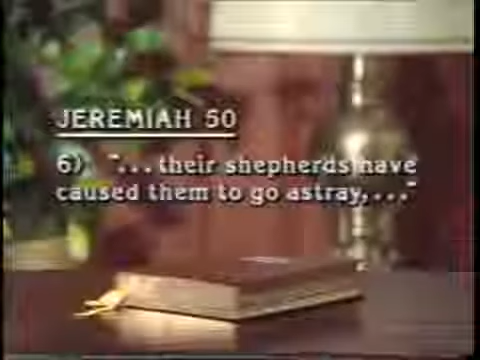 JEREMIAH 50
6) "...their shepherds have
caused them to go astray,..."